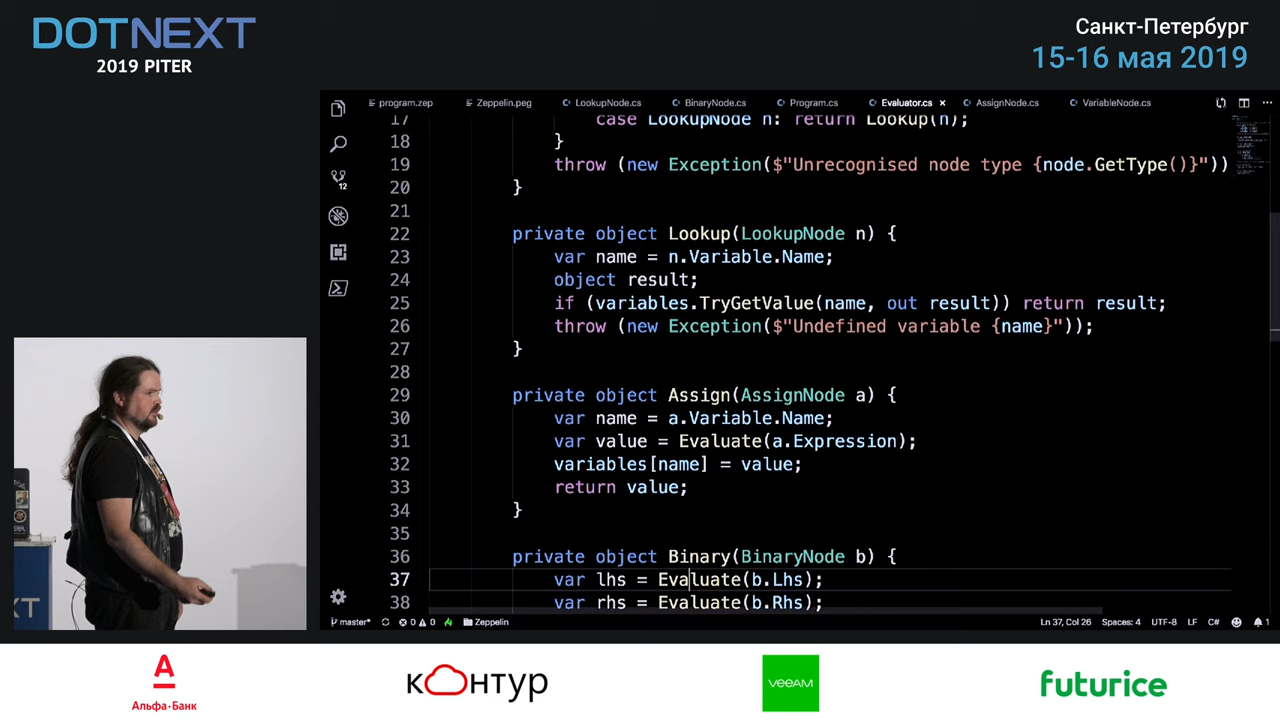 DOTNEXT
2019 PITER
Санкт-Петербург
15-16 мая 2019
program.zep Zeppelin.peg LookupNode.cs BinaryNode.cs Program.cs Evaluator.cs × AssignNode.cs VariableNode.cs ...
17 case LookupNode n: return Lookup(n);
18 }
19 throw (new Exception($"Unrecognised node type {node.GetType()}"))
20 }
21
22 private object Lookup(LookupNode n) {
23 var name = n.Variable.Name;
24 object result;
25 if (variables.TryGetValue(name, out result)) return result;
26 throw (new Exception($"Undefined variable {name}"));
27 }
28
29 private object Assign(AssignNode a) {
30 var name = a.Variable.Name;
31 var value = Evaluate(a.Expression);
32 variables[name] = value;
33 return value;
34 }
35
36 private object Binary(BinaryNode b) {
37 var lhs = Evaluate(b.Lhs);
38 var rhs = Evaluate(b.Rhs);
12
master* 0 0 Zeppelin Ln 37, Col 26 Spaces: 4 UTF-8 LF C# 1
XT
А
Альфа·Банк
контур
veeam
futurice